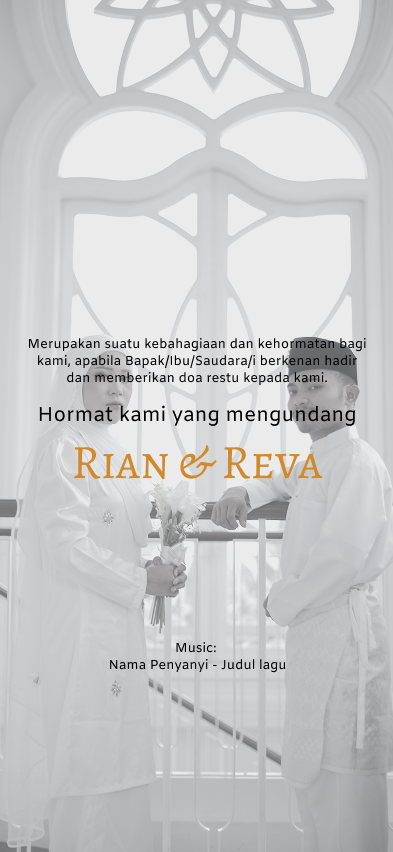 Merupakan suatu kebahagiaan dan kehormatan bagi
kami, apabila Bapak/Ibu/Saudara/i berkenan hadir
dan memberikan doa restu kepada kami.
Hormat kami yang mengundang
Rian & Reva
Music:
Nama Penyanyi - Judul lagu